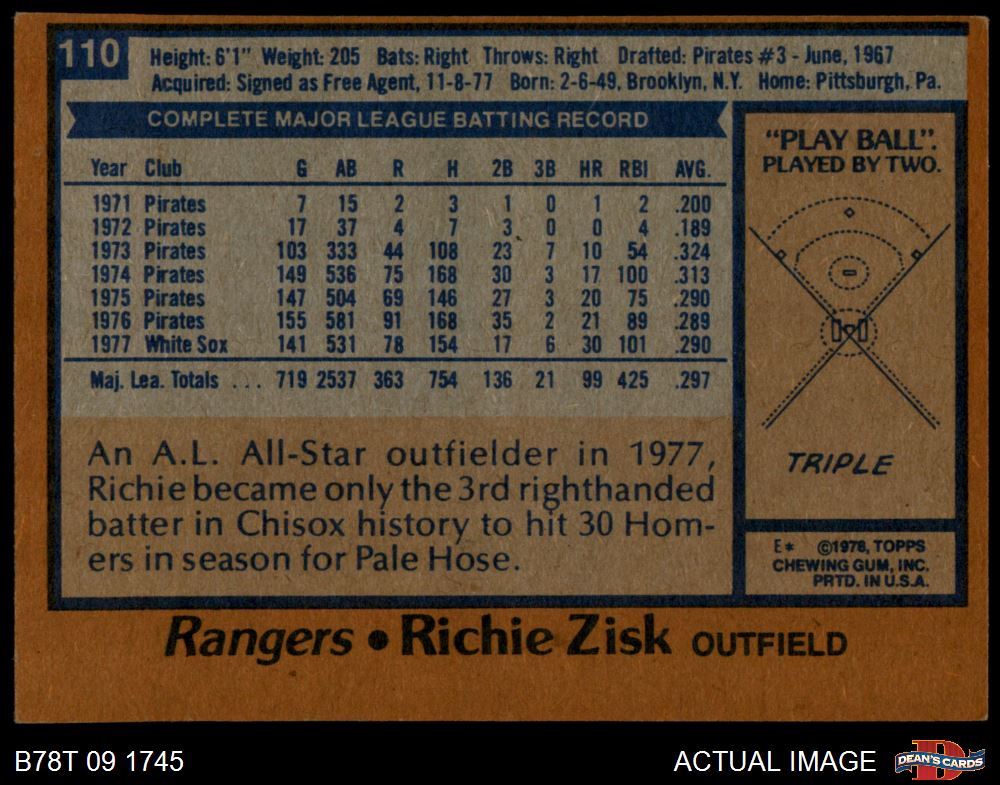 110
Height: 6'1" Weight: 205 Bats: Right Throws: Right Drafted: Pirates #3 - June, 1967
Acquired: Signed as Free Agent, 11-8-77 Born: 2-6-49, Brooklyn, N.Y. Home: Pittsburgh, Pa.
COMPLETE MAJOR LEAGUE BATTING RECORD
Year Club G AB R H 2B 3B HR RBI AVG.
1971 Pirates 7 15 2 3 1 0 1 2 .200
1972 Pirates 17 37 4 7 3 0 0 4 .189
1973 Pirates 103 333 44 108 23 7 10 54 .324
1974 Pirates 149 536 75 168 30 3 17 100 .313
1975 Pirates 147 504 69 146 27 3 20 75 .290
1976 Pirates 155 581 91 168 35 2 21 89 .289
1977 White Sox 141 531 78 154 17 6 30 101 .290
Maj. Lea. Totals ... 719 2537 363 754 136 21 99 425 .297
An A.L. All-Star outfielder in 1977,
Richie became only the 3rd righthanded
batter in Chisox history to hit 30 Hom-
ers in season for Pale Hose.
"PLAY BALL".
PLAYED BY TWO.
TRIPLE
E* ©1978, TOPPS
CHEWING GUM, INC.
PRTD. IN U.S.A.
Rangers • Richie Zisk OUTFIELD
B78T 09 1745
ACTUAL IMAGE
D
DEAN'S CARDS